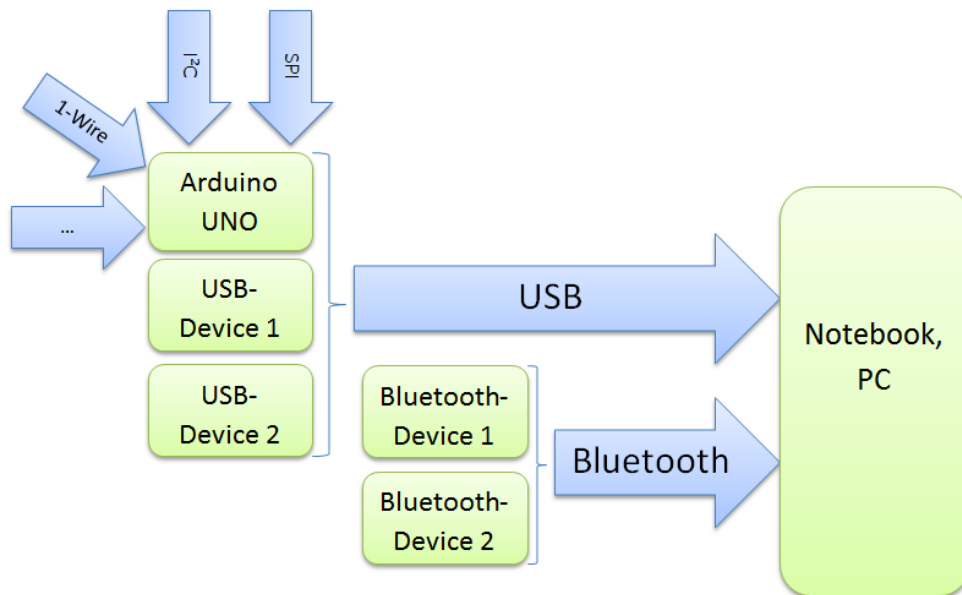 I²C
SPI
1-Wire
...
Arduino
UNO
USB-
Device 1
USB-
Device 2
USB
Bluetooth-
Device 1
Bluetooth-
Device 2
Bluetooth
Notebook,
PC